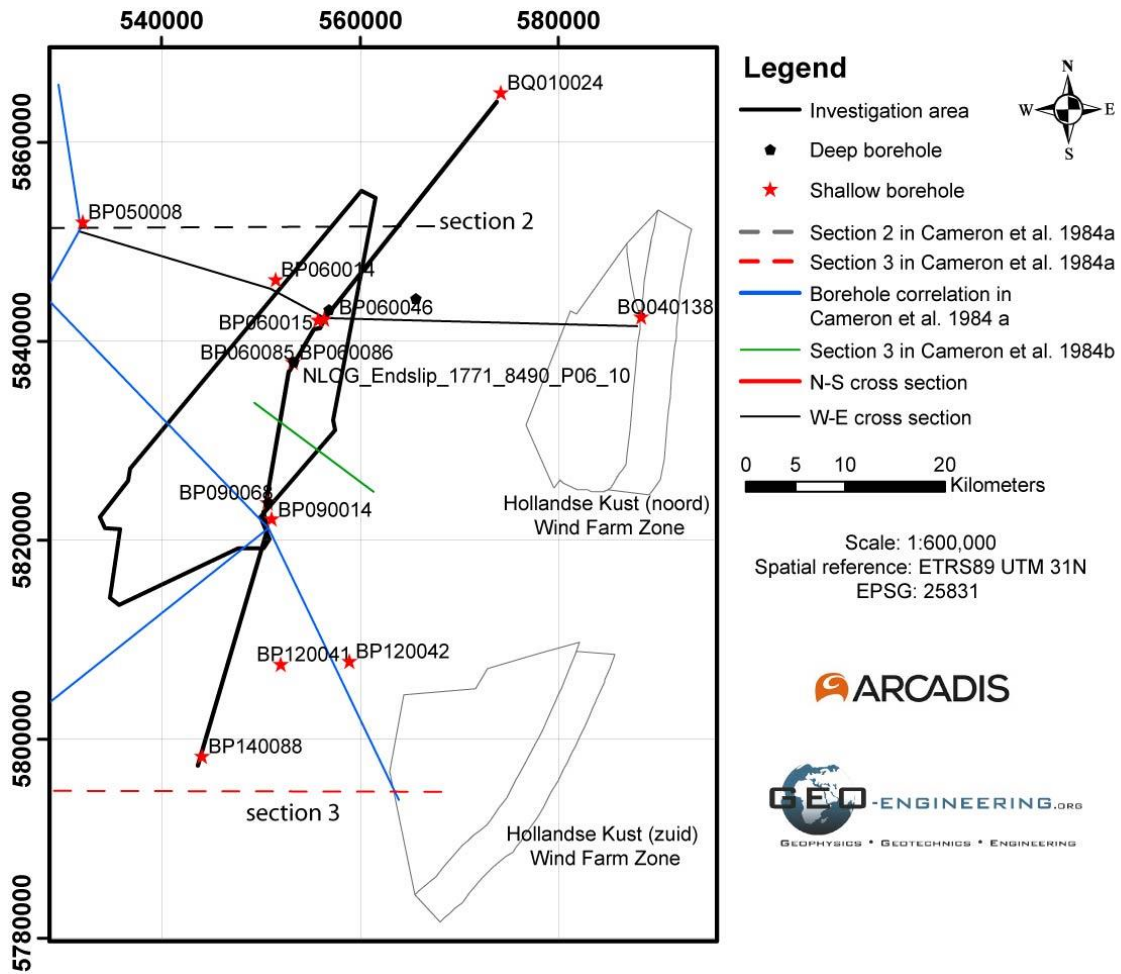 540000
560000
580000
5860000
5840000
5820000
5800000
5780000
BQ010024
BP050008
section 2
BP060014
BP060046
BQ040138
BP060015
BP060085
BP060086
NLOG_Endslip_1771_8490_P06_10
BP090068
BP090014
Hollandse Kust (noord)
Wind Farm Zone
BP120041
BP120042
BP140088
section 3
Hollandse Kust (zuid)
Wind Farm Zone
Legend
N
W
E
S
Investigation area
Deep borehole
Shallow borehole
Section 2 in Cameron et al. 1984a
Section 3 in Cameron et al. 1984a
Borehole correlation in
Cameron et al. 1984 a
Section 3 in Cameron et al. 1984b
N-S cross section
W-E cross section
0 5 10 20
Kilometers
Scale: 1:600,000
Spatial reference: ETRS89 UTM 31N
EPSG: 25831
ARCADIS
GEO-ENGINEERING.ORG
GEOPHYSICS • GEOTECHNICS • ENGINEERING